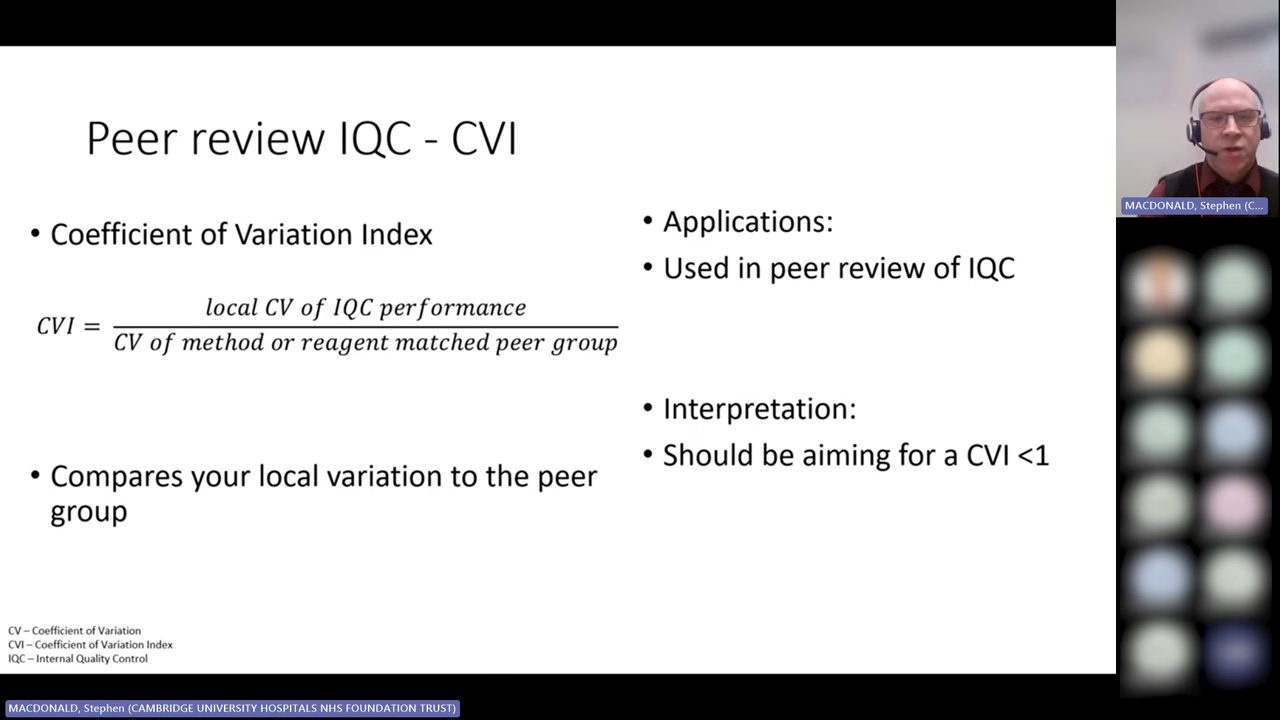 Peer review IQC - CVI
• Coefficient of Variation Index
CVI = local CV of IQC performance
CV of method or reagent matched peer group
• Compares your local variation to the peer
group
• Applications:
• Used in peer review of IQC
• Interpretation:
• Should be aiming for a CVI <1
CV – Coefficient of Variation
CVI – Coefficient of Variation Index
IQC – Internal Quality Control
MACDONALD, Stephen (C...
MACDONALD, Stephen (CAMBRIDGE UNIVERSITY HOSPITALS NHS FOUNDATION TRUST)